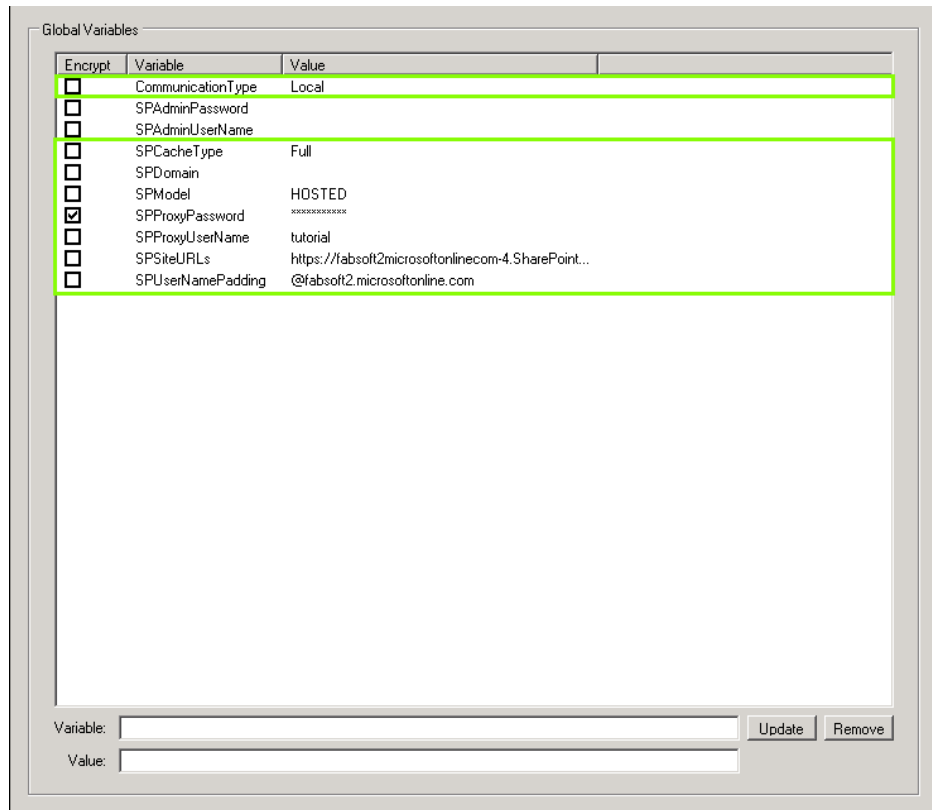 Global Variables
Encrypt Variable Value
CommunicationType Local
SPAdminPassword
SPAdminUserName
SPCacheType Full
SPDomain
SPModel HOSTED
SPProxyPassword ***********
SPProxyUserName tutorial
SPSiteURLs https://fabsoft2microsoftonlinecom-4.SharePoint...
SPUserNamePadding @fabsoft2.microsoftonline.com
Variable: Update Remove
Value: